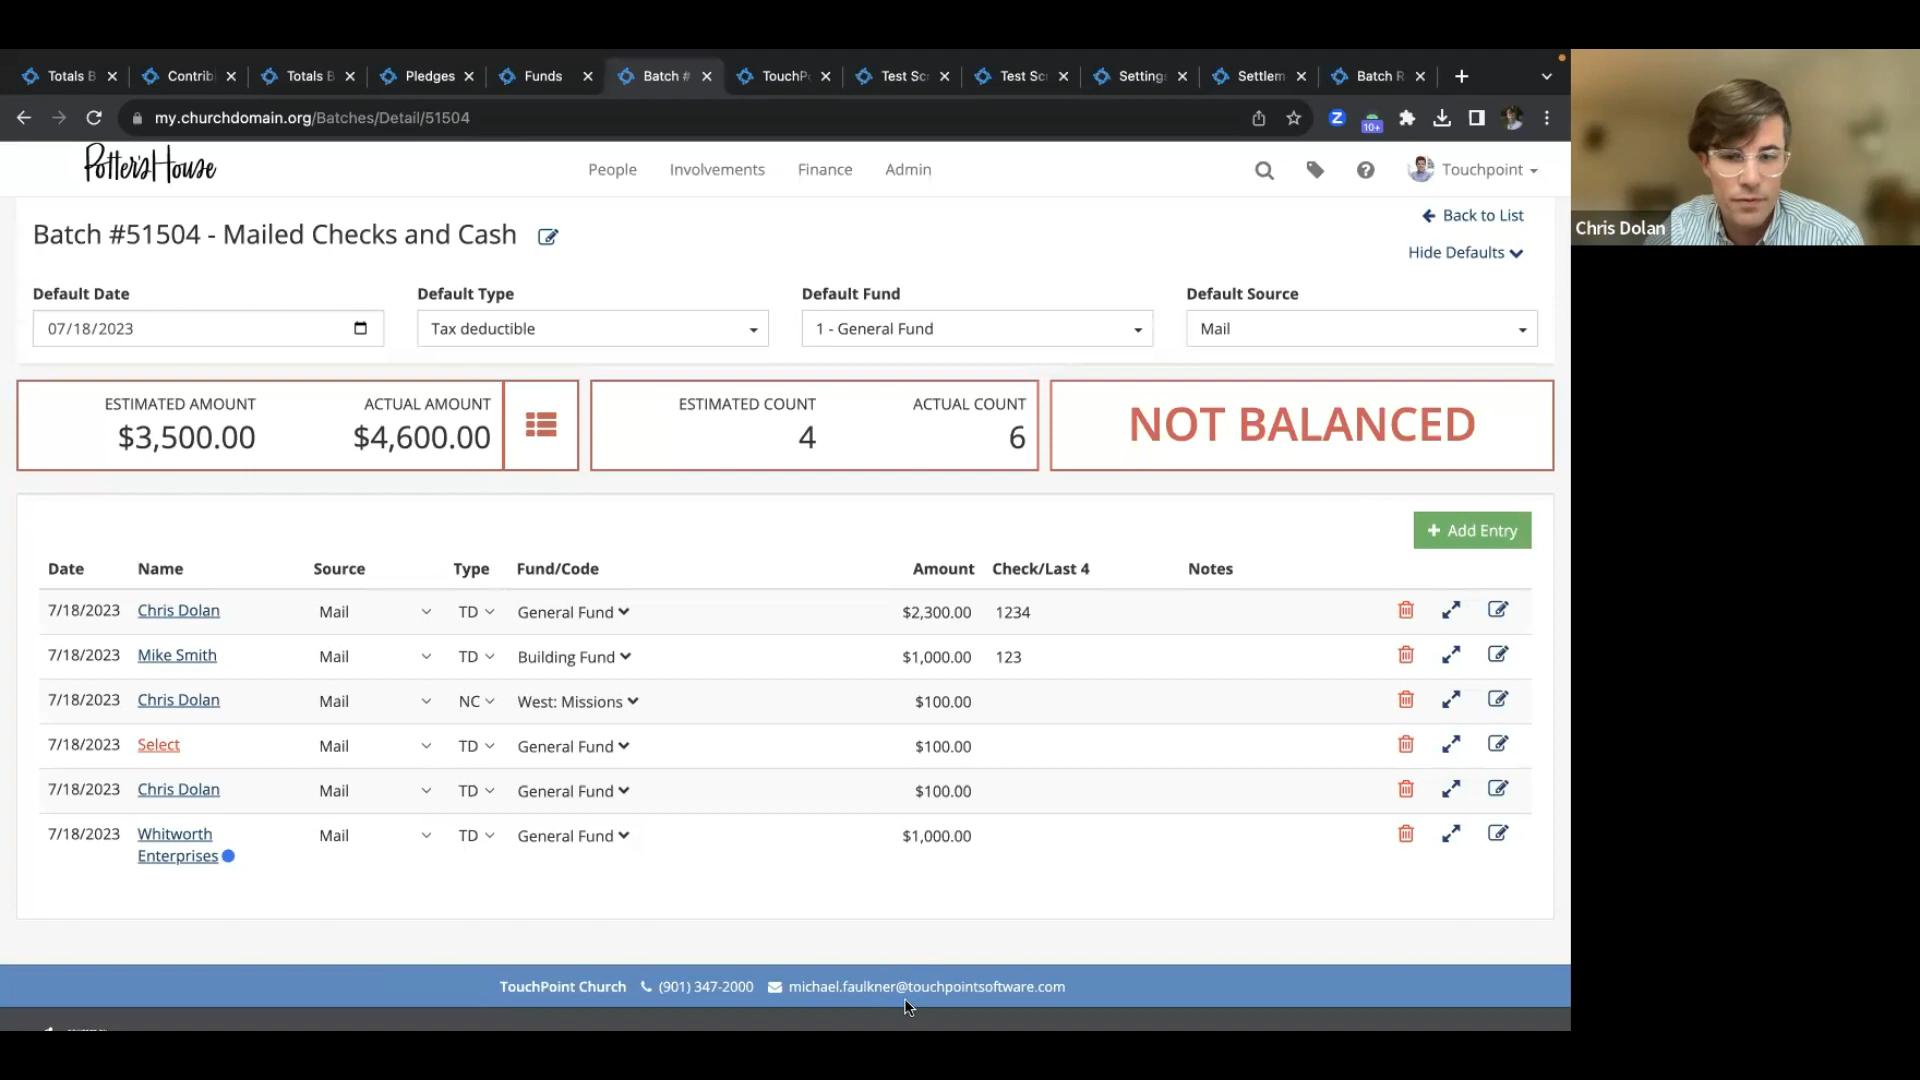 Totals B
Contrib
Totals B
Pledges
Funds
Batch #
TouchP
Test Sc
Test Sc
Setting
Settlem
Batch R
my.churchdomain.org/Batches/Detail/51504
Z
10+
Potter's House
People
Involvements
Finance
Admin
Touchpoint
Chris Dolan
Batch #51504 - Mailed Checks and Cash
Back to List
Hide Defaults
Default Date
Default Type
Default Fund
Default Source
07/18/2023
Tax deductible
1 - General Fund
Mail
ESTIMATED AMOUNT
$3,500.00
ACTUAL AMOUNT
$4,600.00
ESTIMATED COUNT
4
ACTUAL COUNT
6
NOT BALANCED
+ Add Entry
Date Name Source Type Fund/Code Amount Check/Last 4 Notes
7/18/2023 Chris Dolan Mail TD General Fund $2,300.00 1234
7/18/2023 Mike Smith Mail TD Building Fund $1,000.00 123
7/18/2023 Chris Dolan Mail NC West: Missions $100.00
7/18/2023 Select Mail TD General Fund $100.00
7/18/2023 Chris Dolan Mail TD General Fund $100.00
7/18/2023 Whitworth Mail TD General Fund $1,000.00
Enterprises
TouchPoint Church (901) 347-2000 michael.faulkner@touchpointsoftware.com